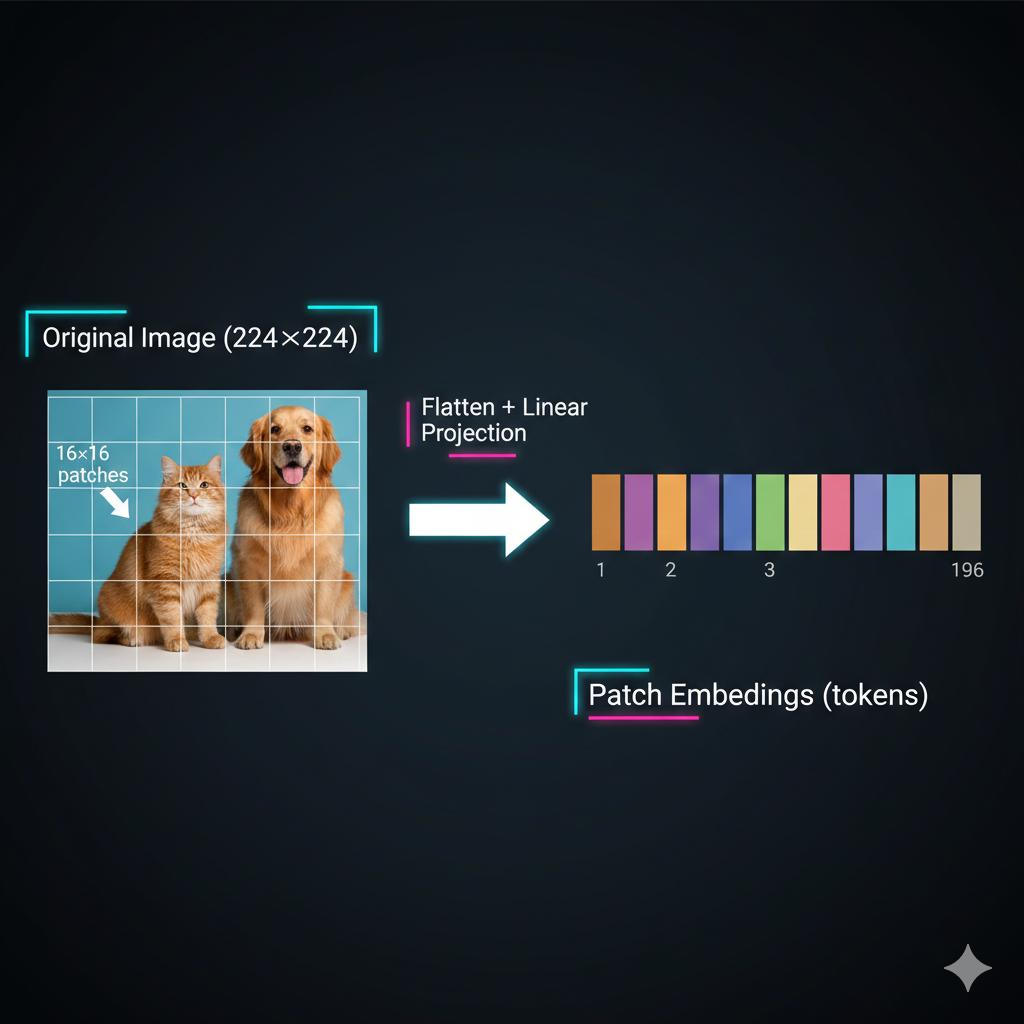 Original Image (224×224)
Flatten + Linear
Projection
16×16
patches
1 2 3 196
Patch Embedings (tokens)